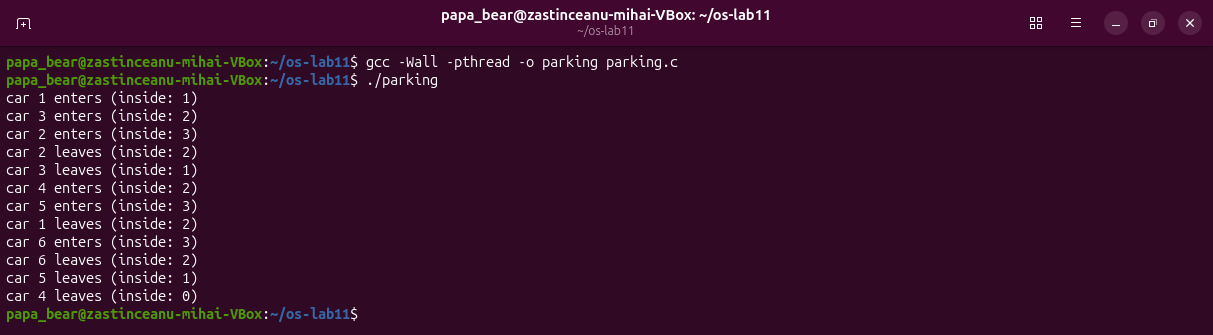 papa_bear@zastinceanu-mihai-VBox: ~/os-lab11
~/os-lab11
papa_bear@zastinceanu-mihai-VBox:~/os-lab11$ gcc -Wall -pthread -o parking parking.c
papa_bear@zastinceanu-mihai-VBox:~/os-lab11$ ./parking
car 1 enters (inside: 1)
car 3 enters (inside: 2)
car 2 enters (inside: 3)
car 2 leaves (inside: 2)
car 3 leaves (inside: 1)
car 4 enters (inside: 2)
car 5 enters (inside: 3)
car 1 leaves (inside: 2)
car 6 enters (inside: 3)
car 6 leaves (inside: 2)
car 5 leaves (inside: 1)
car 4 leaves (inside: 0)
papa_bear@zastinceanu-mihai-VBox:~/os-lab11$